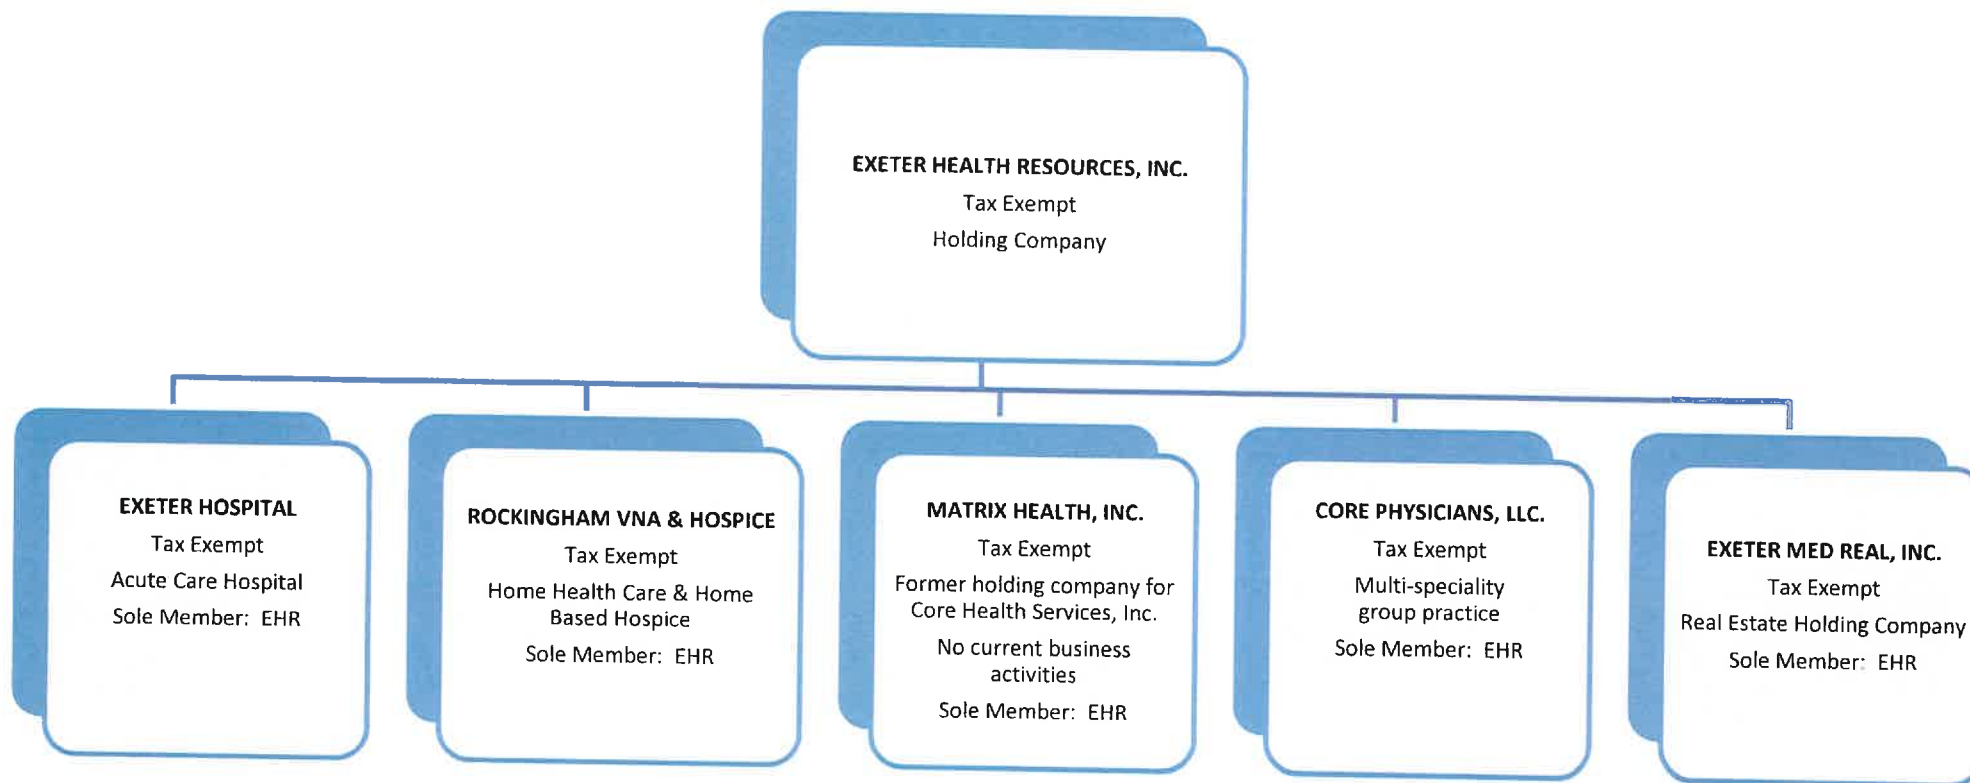 EXETER HEALTH RESOURCES, INC.
Tax Exempt
Holding Company
EXETER HOSPITAL
Tax Exempt
Acute Care Hospital
Sole Member: EHR
ROCKINGHAM VNA & HOSPICE
Tax Exempt
Home Health Care & Home
Based Hospice
Sole Member: EHR
MATRIX HEALTH, INC.
Tax Exempt
Former holding company for
Core Health Services, Inc.
No current business
activities
Sole Member: EHR
CORE PHYSICIANS, LLC.
Tax Exempt
Multi-speciality
group practice
Sole Member: EHR
EXETER MED REAL, INC.
Tax Exempt
Real Estate Holding Company
Sole Member: EHR